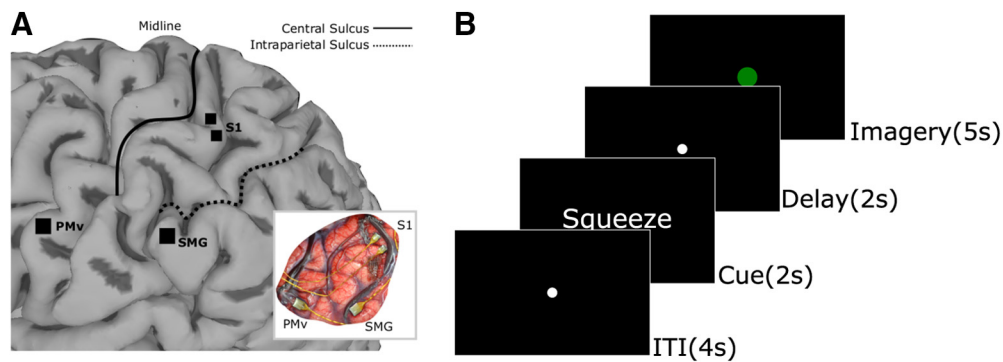 A
Midline
Central Sulcus
Intraparietal Sulcus
S1
PMv
SMG
S1
PMv
SMG
B
Imagery(5s)
Delay(2s)
Squeeze
Cue(2s)
ITI(4s)